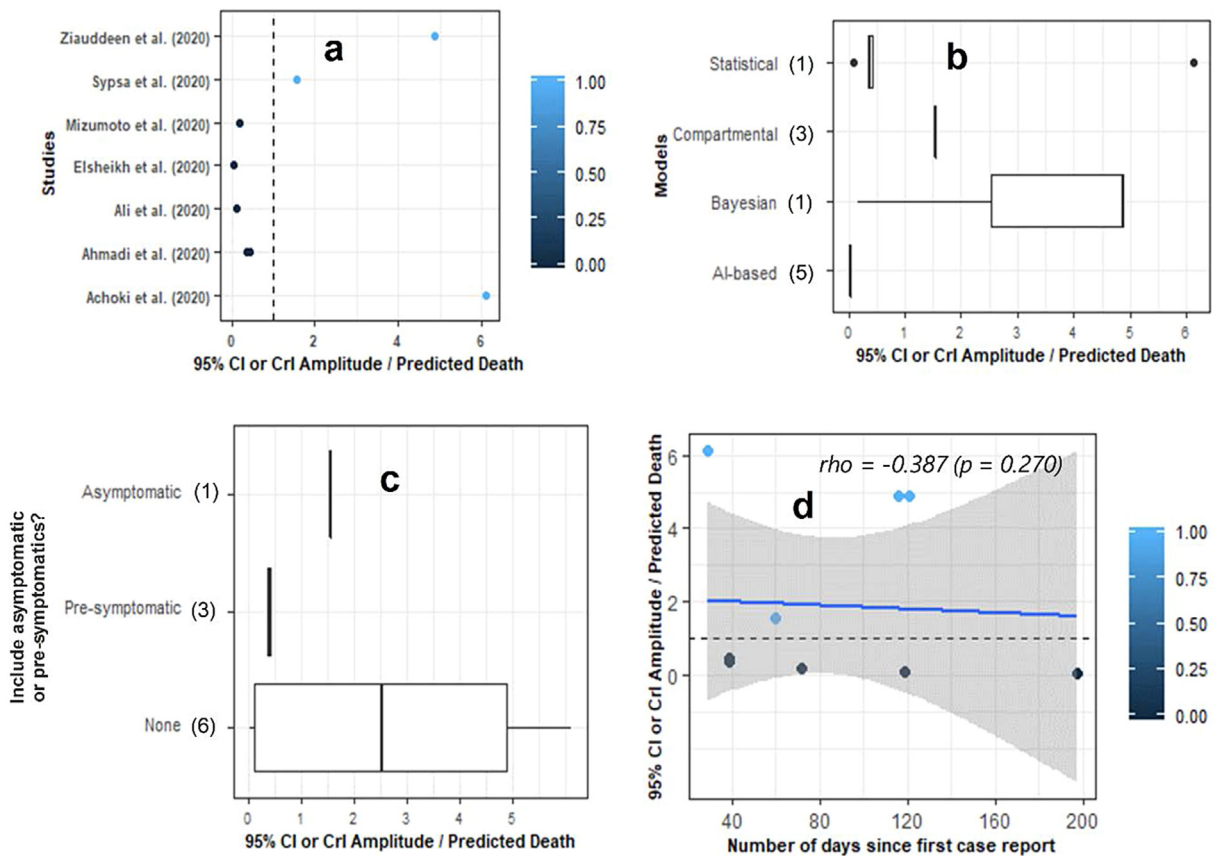 a
Studies
Ziauddeen et al. (2020)
Sypsa et al. (2020)
Mizumoto et al. (2020)
Elsheikh et al. (2020)
Ali et al. (2020)
Ahmadi et al. (2020)
Achoki et al. (2020)
0 2 4 6
95% CI or CrI Amplitude / Predicted Death
1.00
0.75
0.50
0.25
0.00
b
Models
Statistical (1)
Compartmental (3)
Bayesian (1)
AI-based (5)
0 1 2 3 4 5 6
95% CI or CrI Amplitude / Predicted Death
c
Include asymptomatic
or pre-symptomatics?
Asymptomatic (1)
Pre-symptomatic (3)
None (6)
0 1 2 3 4 5
95% CI or CrI Amplitude / Predicted Death
d
rho = -0.387 (p = 0.270)
95% CI or CrI Amplitude / Predicted Death
6
4
2
0
40 80 120 160 200
Number of days since first case report
1.00
0.75
0.50
0.25
0.00